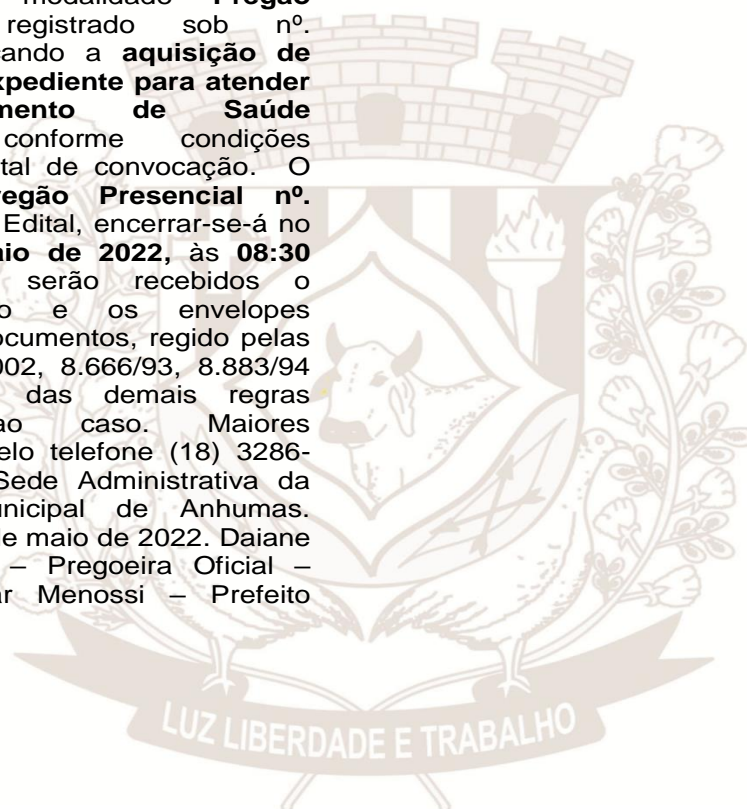 modalidade Pregão
registrado sob nº.
cando a aquisição de
xpediente para atender
mento de Saúde
conforme condições
tal de convocação. O
egão Presencial nº.
Edital, encerrar-se-á no
aio de 2022, às 08:30
serão recebidos o
o e os envelopes
ocumentos, regido pelas
002, 8.666/93, 8.883/94
das demais regras
ao caso. Maiores
elo telefone (18) 3286-
Sede Administrativa da
unicipal de Anhumas.
de maio de 2022. Daiane
– Pregoeira Oficial –
ar Menossi – Prefeito
LUZ LIBERDADE E TRABALHO